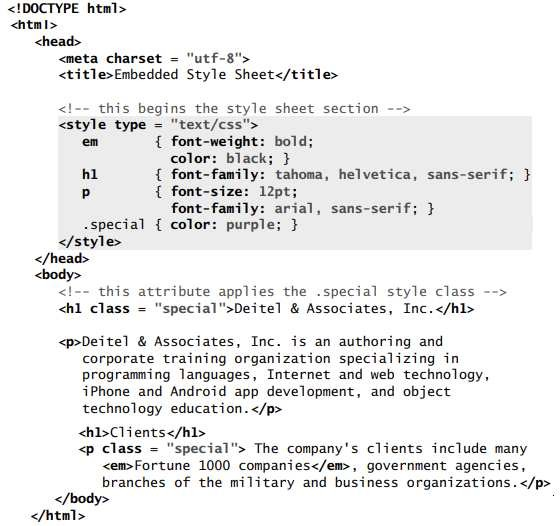 <!DOCTYPE html>
<html>
<head>
<meta charset = "utf-8">
<title>Embedded Style Sheet</title>
<!-- this begins the style sheet section -->
<style type = "text/css">
em { font-weight: bold;
color: black; }
h1 { font-family: tahoma, helvetica, sans-serif; }
p { font-size: 12pt;
font-family: arial, sans-serif; }
.special { color: purple; }
</style>
</head>
<body>
<!-- this attribute applies the .special style class -->
<h1 class = "special">Deitel & Associates, Inc.</h1>
<p>Deitel & Associates, Inc. is an authoring and
corporate training organization specializing in
programming languages, Internet and web technology,
iPhone and Android app development, and object
technology education.</p>
<h1>Clients</h1>
<p class = "special"> The company's clients include many
<em>Fortune 1000 companies</em>, government agencies,
branches of the military and business organizations.</p>
</body>
</html>